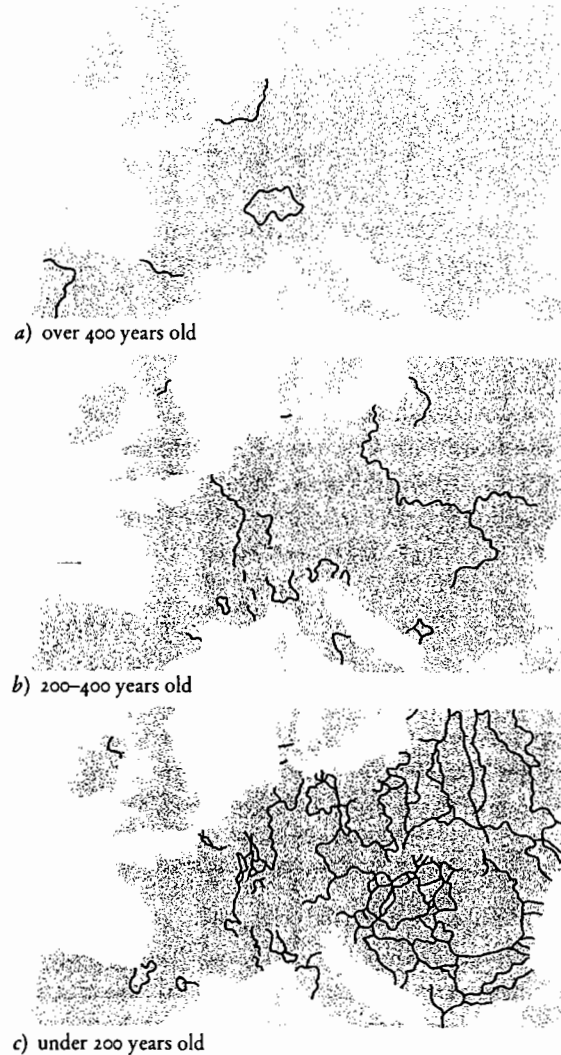 a) over 400 years old
b) 200–400 years old
c) under 200 years old